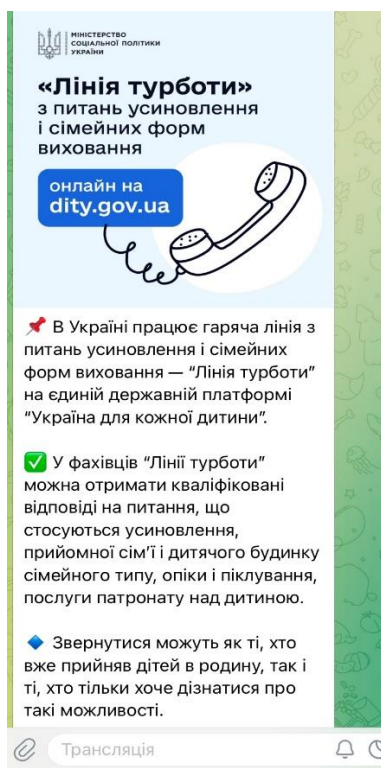 МІНІСТЕРСТВО
СОЦІАЛЬНОЇ ПОЛІТИКИ
УКРАЇНИ
«Лінія турботи»
з питань усиновлення
і сімейних форм
виховання
онлайн на
dity.gov.ua
📌 В Україні працює гаряча лінія з
питань усиновлення і сімейних
форм виховання — “Лінія турботи”
на єдиній державній платформі
“Україна для кожної дитини”.
✅ У фахівців “Лінії турботи”
можна отримати кваліфіковані
відповіді на питання, що
стосуються усиновлення,
прийомної сім’ї і дитячого будинку
сімейного типу, опіки і піклування,
послуги патронату над дитиною.
🔹 Звернутися можуть як ті, хто
вже прийняв дітей в родину, так і
ті, хто тільки хоче дізнатися про
такі можливості.
Трансляція